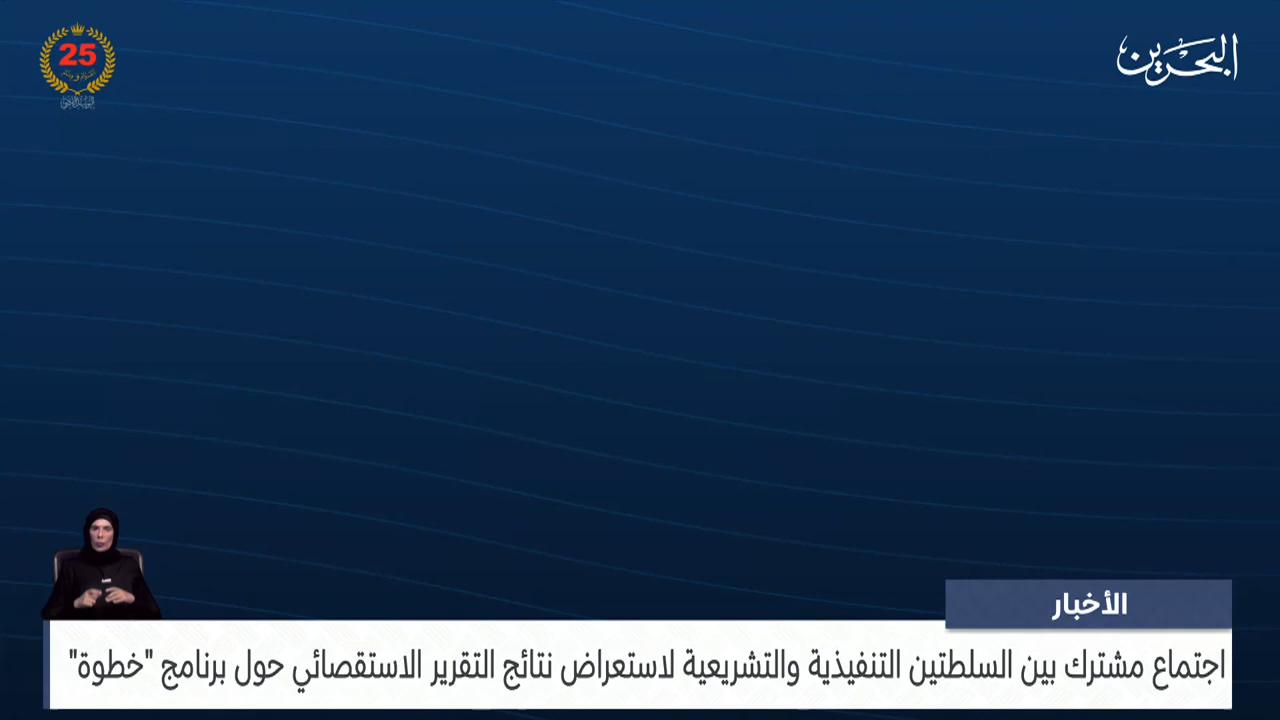 البحرين
25
الأخبار
اجتماع مشترك بين السلطتين التنفيذية والتشريعية لاستعراض نتائج التقرير الاستقصائي حول برنامج "خطوة"